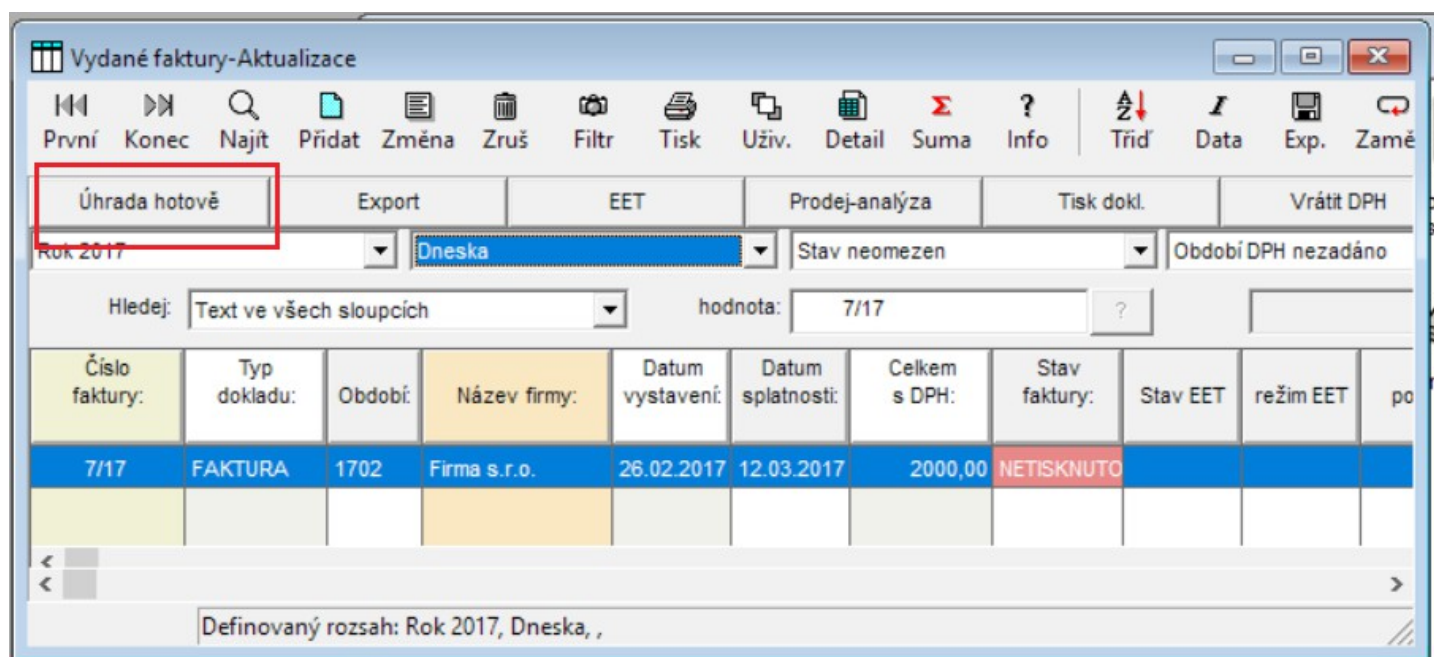 Vydané faktury-Aktualizace
První Konec Najít Přidat Změna Zruš Filtr Tisk Uživ. Detail Suma Info Třiď Data Exp. Zamě
Úhrada hotově Export EET Prodej-analýza Tisk dokl. Vrátit DPH
Rok 2017 Dneska Stav neomezen Období DPH nezadáno
Hledej: Text ve všech sloupcích hodnota: 7/17 ?
Číslo faktury: Typ dokladu: Období: Název firmy: Datum vystavení: Datum splatnosti: Celkem s DPH: Stav faktury: Stav EET režim EET po
7/17 FAKTURA 1702 Firma s.r.o. 26.02.2017 12.03.2017 2000,00 NETISKNUTO
Definovaný rozsah: Rok 2017, Dneska, ,